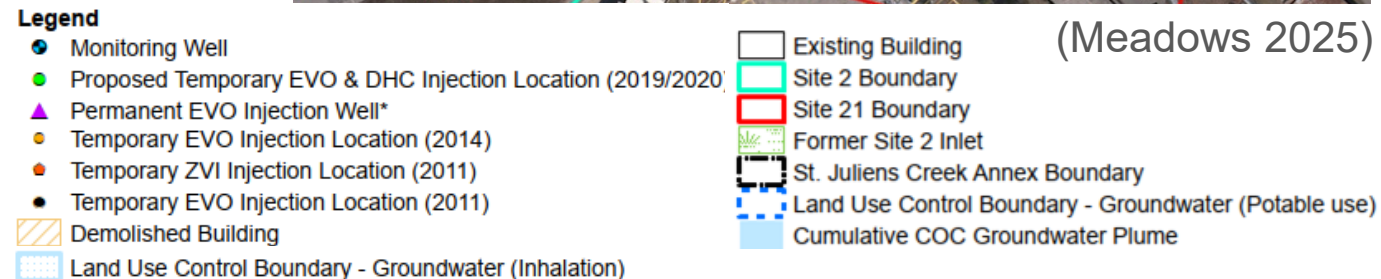 Legend
Monitoring Well
Proposed Temporary EVO & DHC Injection Location (2019/2020)
Permanent EVO Injection Well*
Temporary EVO Injection Location (2014)
Temporary ZVI Injection Location (2011)
Temporary EVO Injection Location (2011)
Demolished Building
Land Use Control Boundary - Groundwater (Inhalation)
(Meadows 2025)
Existing Building
Site 2 Boundary
Site 21 Boundary
Former Site 2 Inlet
St. Juliens Creek Annex Boundary
Land Use Control Boundary - Groundwater (Potable use)
Cumulative COC Groundwater Plume